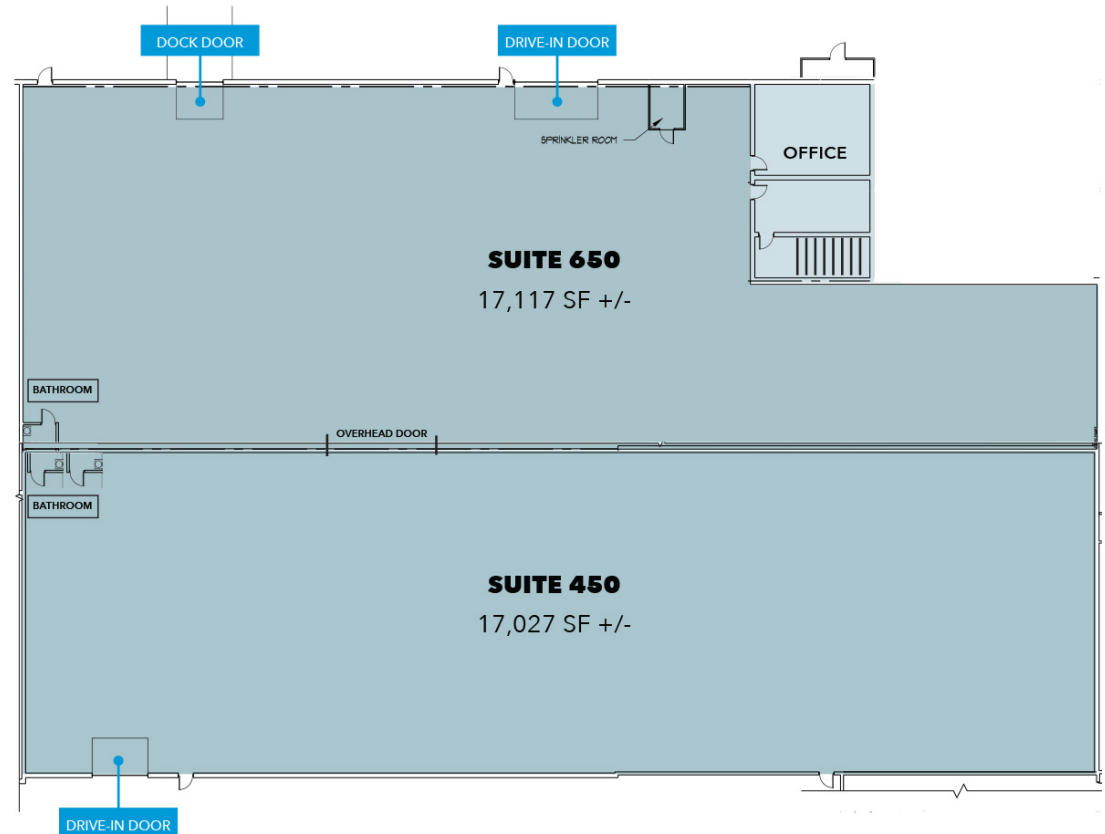 DOCK DOOR
DRIVE-IN DOOR
SPRINKLER ROOM
OFFICE
SUITE 650
17,117 SF +/-
BATHROOM
OVERHEAD DOOR
BATHROOM
SUITE 450
17,027 SF +/-
DRIVE-IN DOOR